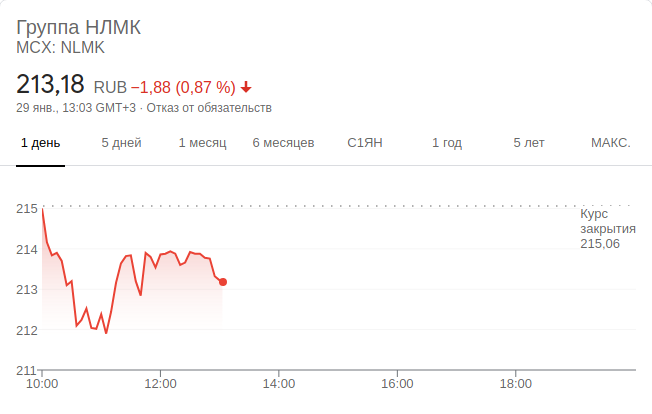 Группа НЛМК
MCX: NLMK
213,18 RUB −1,88 (0,87 %)
29 янв., 13:03 GMT+3 · Отказ от обязательств
1 день 5 дней 1 месяц 6 месяцев С1ЯН 1 год 5 лет МАКС.
215
Курс
закрытия
215,06
214
213
212
211
10:00 12:00 14:00 16:00 18:00